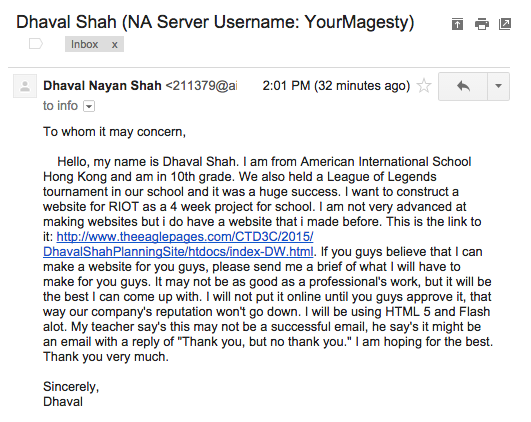 Dhaval Shah (NA Server Username: YourMagesty)
Inbox x
Dhaval Nayan Shah <211379@ai 2:01 PM (32 minutes ago)
to info
To whom it may concern,
Hello, my name is Dhaval Shah. I am from American International School
Hong Kong and am in 10th grade. We also held a League of Legends
tournament in our school and it was a huge success. I want to construct a
website for RIOT as a 4 week project for school. I am not very advanced at
making websites but i do have a website that i made before. This is the link to
it: http://www.theeaglepages.com/CTD3C/2015/
DhavalShahPlanningSite/htdocs/index-DW.html. If you guys believe that I can
make a website for you guys, please send me a brief of what I will have to
make for you guys. It may not be as good as a professional's work, but it will be
the best I can come up with. I will not put it online until you guys approve it, that
way our company's reputation won't go down. I will be using HTML 5 and Flash
alot. My teacher say's this may not be a successful email, he say's it might be
an email with a reply of "Thank you, but no thank you." I am hoping for the best.
Thank you very much.
Sincerely,
Dhaval